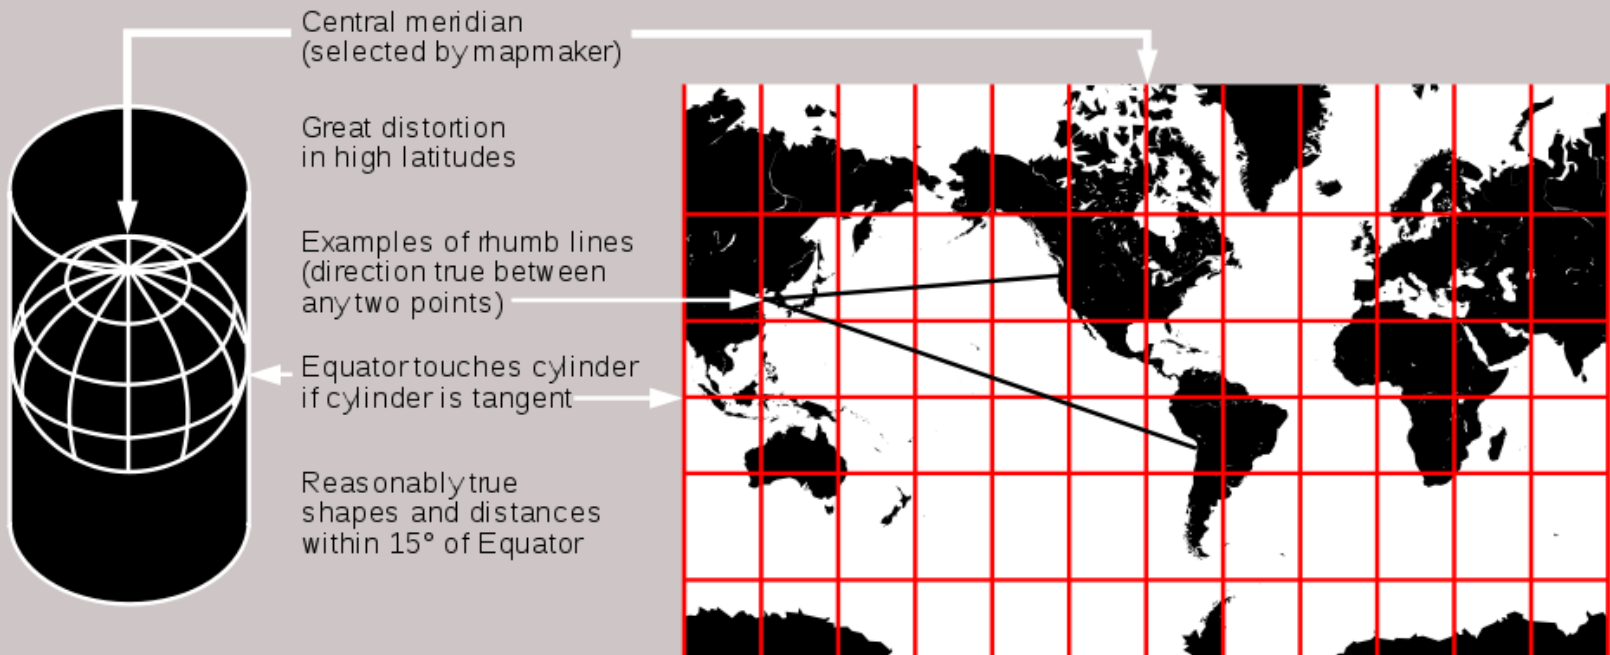 Central meridian
(selected by mapmaker)
Great distortion
in high latitudes
Examples of rhumb lines
(direction true between
any two points)
Equator touches cylinder
if cylinder is tangent
Reasonably true
shapes and distances
within 15° of Equator